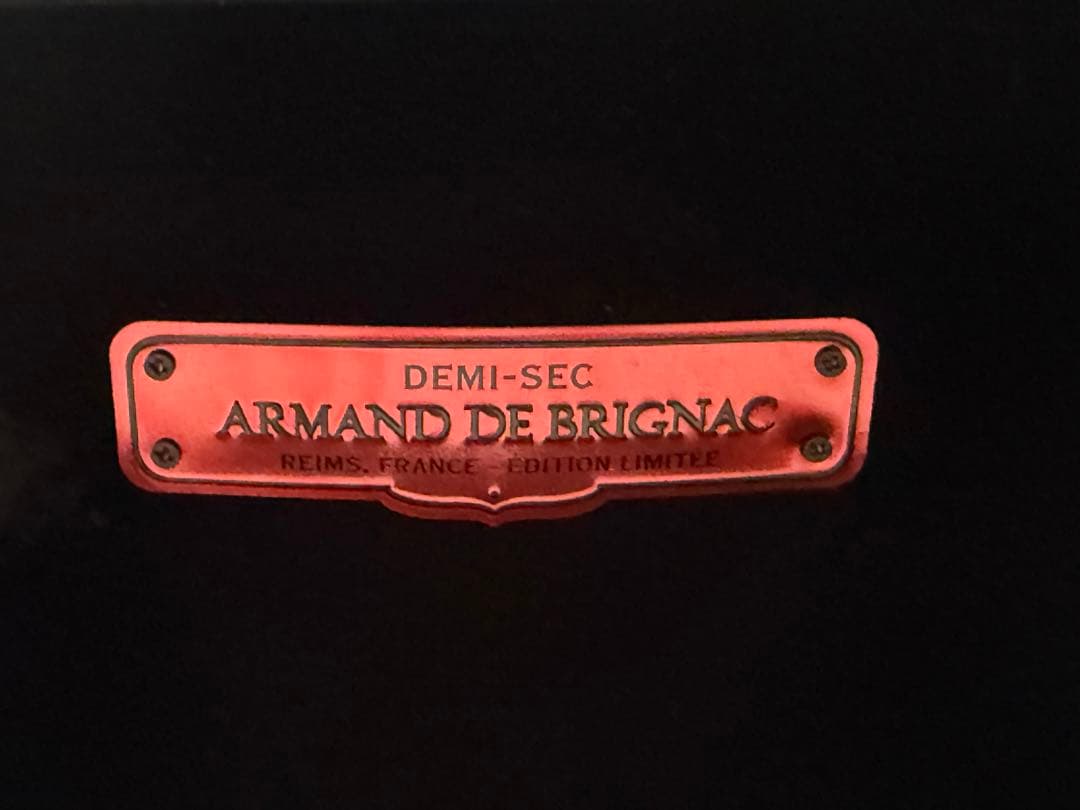 DEMI-SEC
ARMAND DE BRIGNAC
REIMS, FRANCE - EDITION LIMITEE